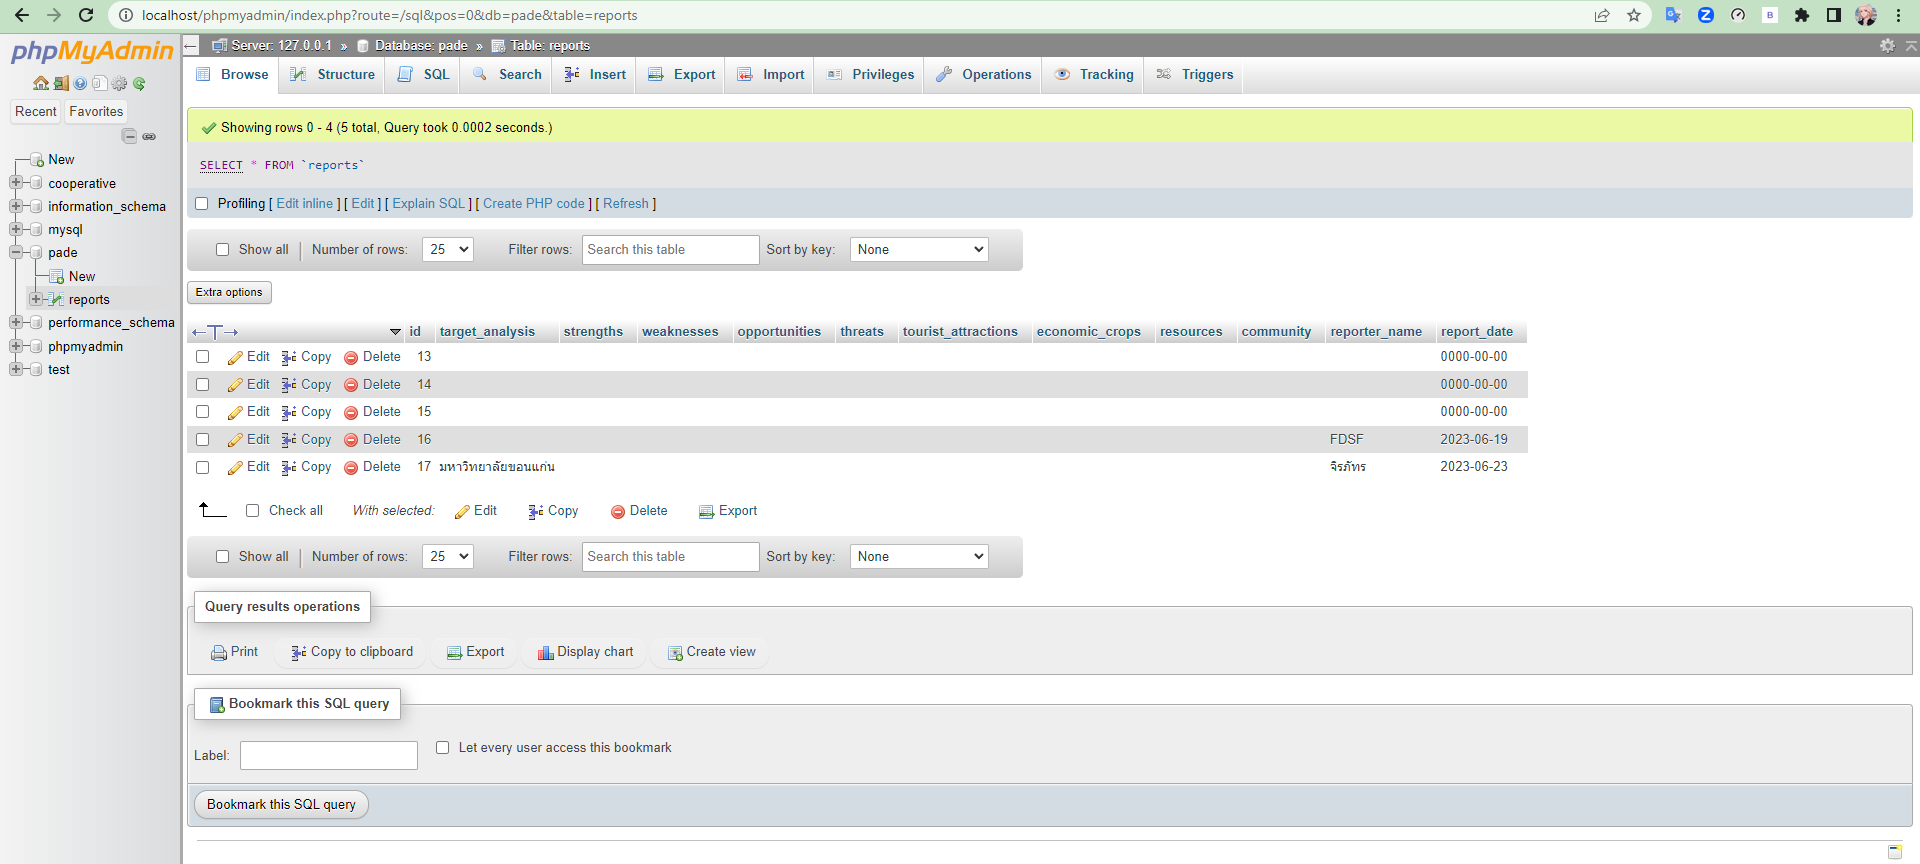 localhost/phpmyadmin/index.php?route=/sql&pos=0&db=pade&table=reports
phpMyAdmin
Recent Favorites
New
cooperative
information_schema
mysql
pade
New
reports
performance_schema
phpmyadmin
test
Server: 127.0.0.1 » Database: pade » Table: reports
Browse Structure SQL Search Insert Export Import Privileges Operations Tracking Triggers
Showing rows 0 - 4 (5 total, Query took 0.0002 seconds.)
SELECT * FROM `reports`
Profiling [ Edit inline ] [ Edit ] [ Explain SQL ] [ Create PHP code ] [ Refresh ]
Show all | Number of rows: 25 Filter rows: Search this table Sort by key: None
Extra options
id target_analysis strengths weaknesses opportunities threats tourist_attractions economic_crops resources community reporter_name report_date
Edit Copy Delete 13 0000-00-00
Edit Copy Delete 14 0000-00-00
Edit Copy Delete 15 0000-00-00
Edit Copy Delete 16 FDSF 2023-06-19
Edit Copy Delete 17 มหาวิทยาลัยขอนแก่น จิรภัทร 2023-06-23
Check all With selected: Edit Copy Delete Export
Show all | Number of rows: 25 Filter rows: Search this table Sort by key: None
Query results operations
Print Copy to clipboard Export Display chart Create view
Bookmark this SQL query
Label: Let every user access this bookmark
Bookmark this SQL query